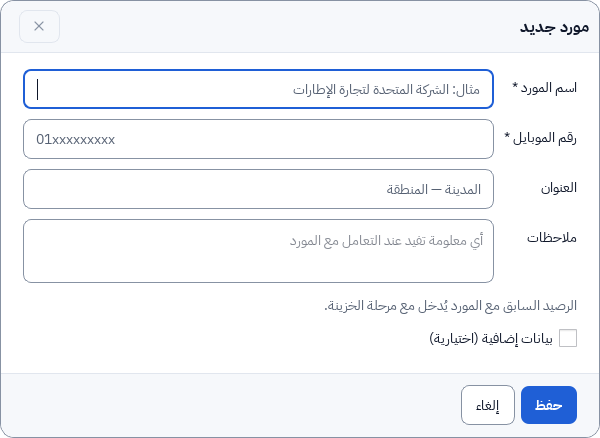 مورد جديد
×
اسم المورد *
مثال: الشركة المتحدة لتجارة الإطارات
رقم الموبايل *
01xxxxxxxxx
العنوان
المدينة — المنطقة
ملاحظات
أي معلومة تفيد عند التعامل مع المورد
الرصيد السابق مع المورد يُدخل مع مرحلة الخزينة.
بيانات إضافية (اختيارية)
حفظ
إلغاء